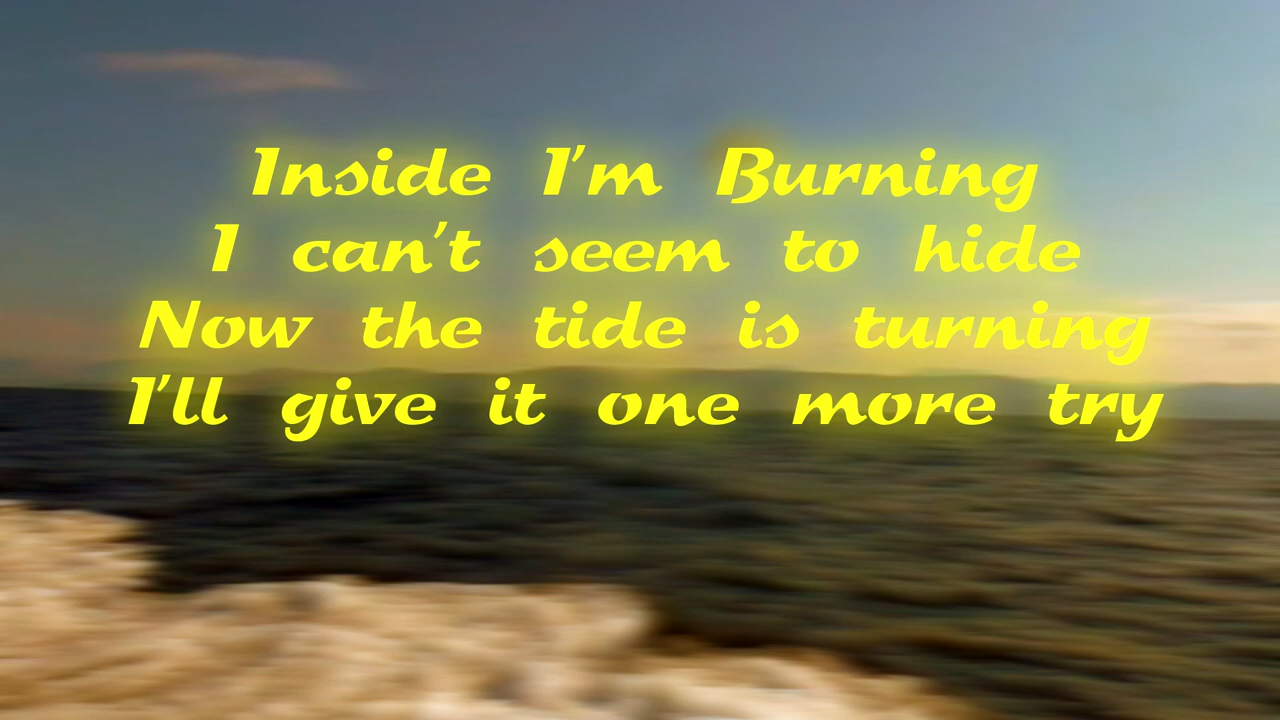 Inside I'm Burning
I can't seem to hide
Now the tide is turning
I'll give it one more try